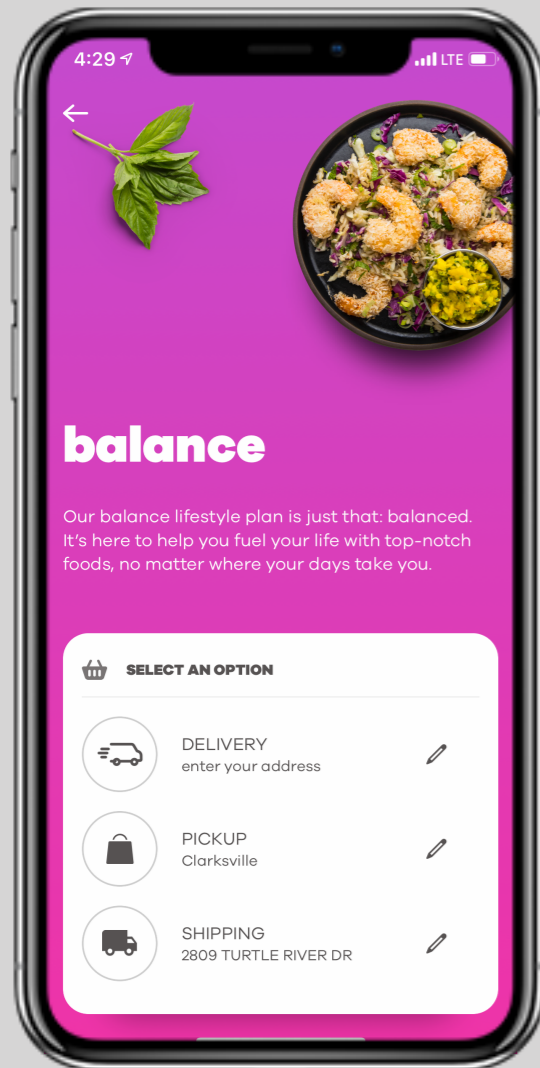 4:29
LTE
balance
Our balance lifestyle plan is just that: balanced.
It's here to help you fuel your life with top-notch
foods, no matter where your days take you.
SELECT AN OPTION
DELIVERY
enter your address
PICKUP
Clarksville
SHIPPING
2809 TURTLE RIVER DR